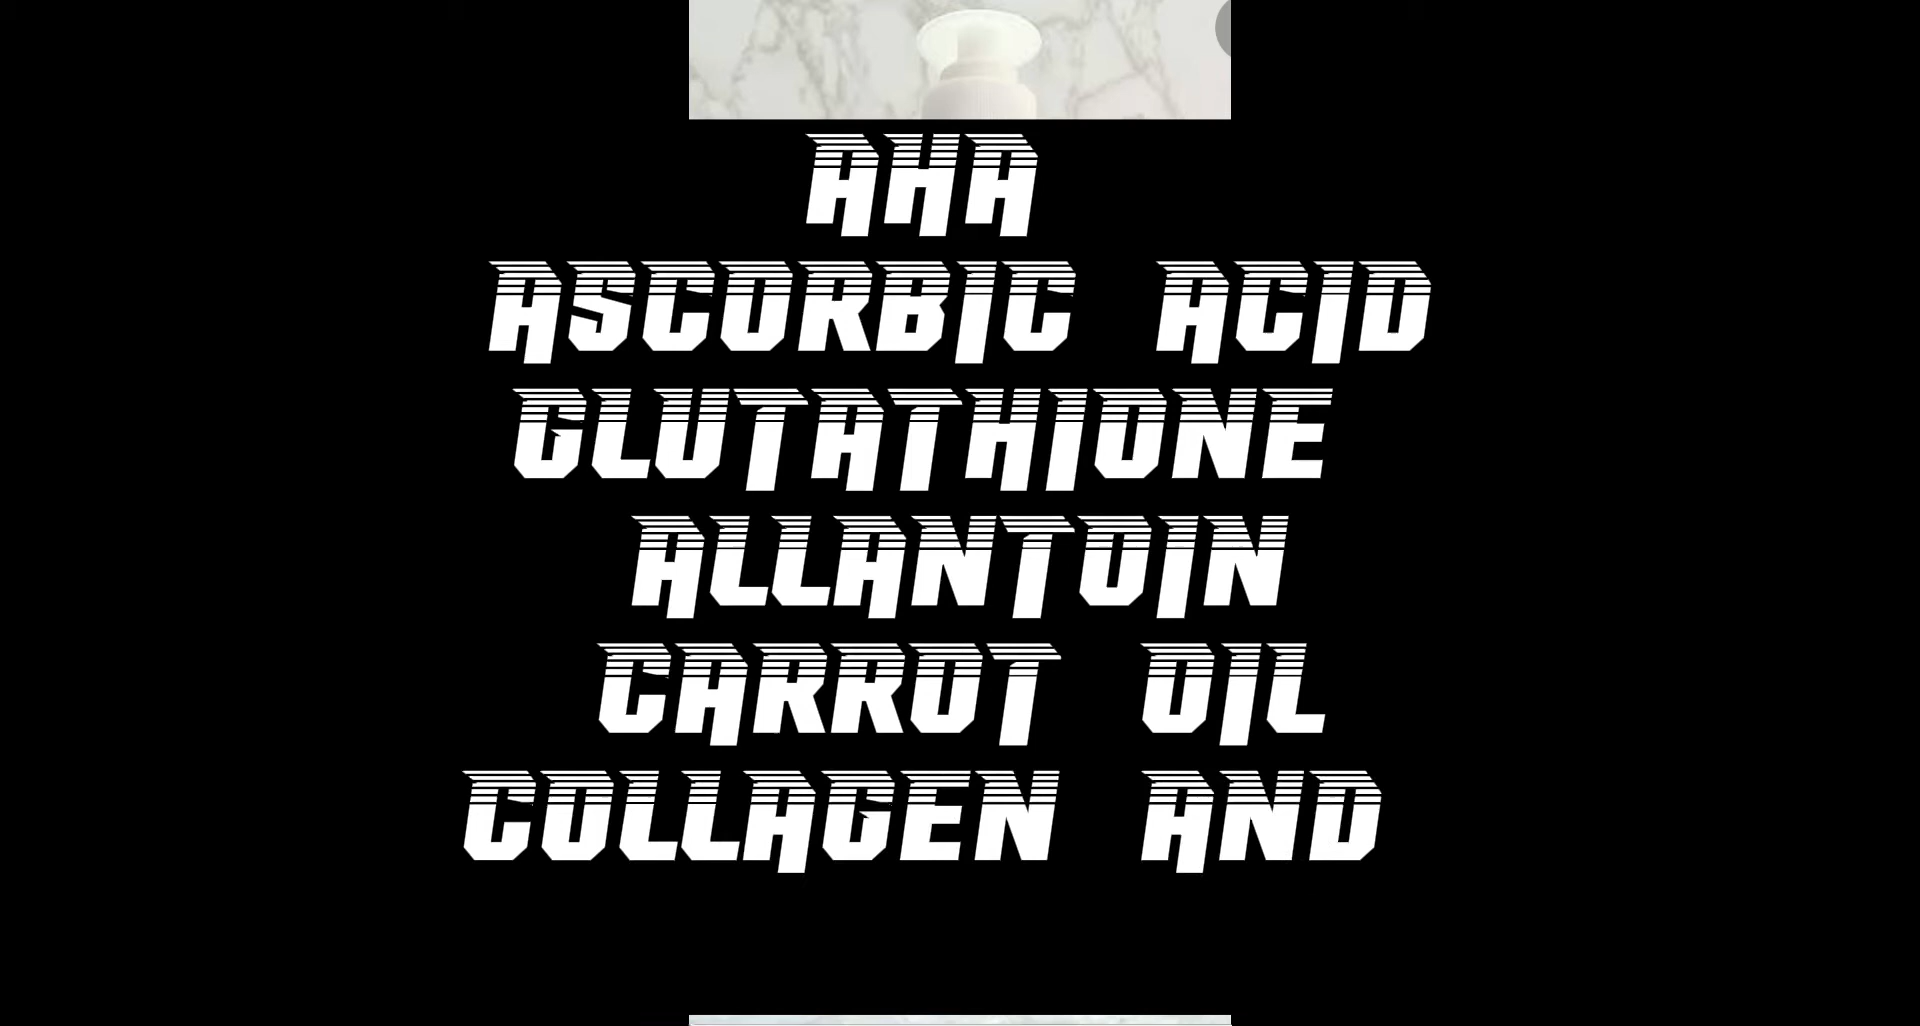 AHA
ASCORBIC ACID
GLUTATHIONE
ALLANTOIN
CARROT OIL
COLLAGEN AND